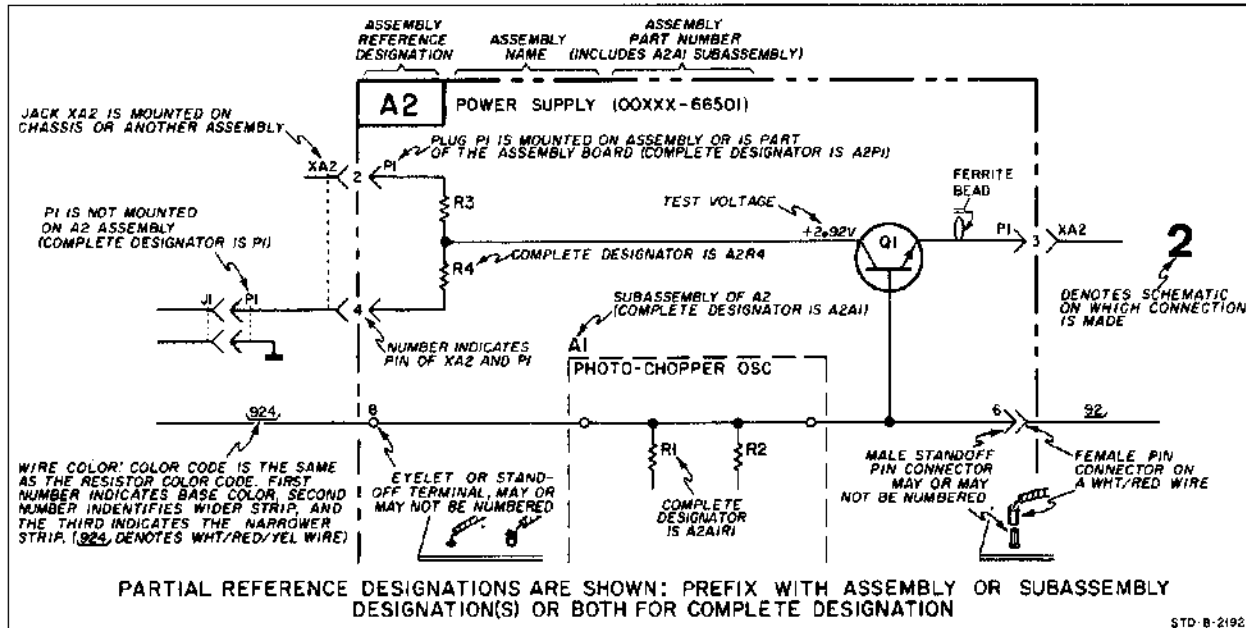 ASSEMBLY
REFERENCE
DESIGNATION
ASSEMBLY
NAME
ASSEMBLY
PART NUMBER
(INCLUDES A2A1 SUBASSEMBLY)
A2
POWER SUPPLY (00XXX-66501)
JACK XA2 IS MOUNTED ON
CHASSIS OR ANOTHER ASSEMBLY
XA2
2
P1
PLUG P1 IS MOUNTED ON ASSEMBLY OR IS PART
OF THE ASSEMBLY BOARD (COMPLETE DESIGNATOR IS A2P1)
R3
TEST VOLTAGE
+2.92V
Q1
FERRITE
BEAD
P1
3
XA2
2
DENOTES SCHEMATIC
ON WHICH CONNECTION
IS MADE
P1 IS NOT MOUNTED
ON A2 ASSEMBLY
(COMPLETE DESIGNATOR IS P1)
R4
COMPLETE DESIGNATOR IS A2R4
J1
P1
4
NUMBER INDICATES
PIN OF XA2 AND P1
SUBASSEMBLY OF A2
(COMPLETE DESIGNATOR IS A2A1)
A1
PHOTO-CHOPPER OSC
924
8
R1
R2
6
92
WIRE COLOR: COLOR CODE IS THE SAME
AS THE RESISTOR COLOR CODE. FIRST
NUMBER INDICATES BASE COLOR, SECOND
NUMBER INDENTIFIES WIDER STRIP, AND
THE THIRD INDICATES THE NARROWER
STRIP. (924 DENOTES WHT/RED/YEL WIRE)
EYELET OR STAND-
OFF TERMINAL, MAY OR
MAY NOT BE NUMBERED
COMPLETE
DESIGNATOR
IS A2A1R1
MALE STANDOFF
PIN CONNECTOR
MAY OR MAY
NOT BE NUMBERED
FEMALE PIN
CONNECTOR ON
A WHT/RED WIRE
PARTIAL REFERENCE DESIGNATIONS ARE SHOWN: PREFIX WITH ASSEMBLY OR SUBASSEMBLY
DESIGNATION(S) OR BOTH FOR COMPLETE DESIGNATION
STD-B-2192